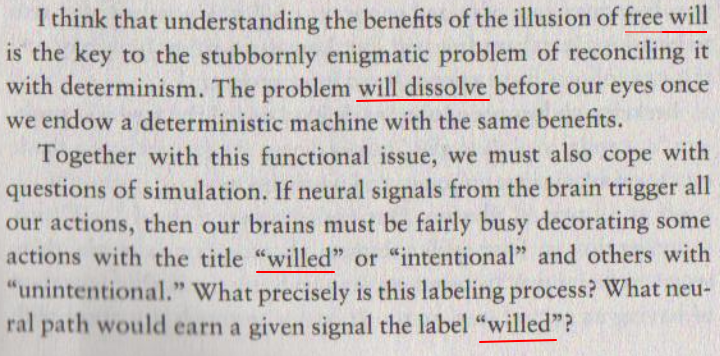 I think that understanding the benefits of the illusion of free will
is the key to the stubbornly enigmatic problem of reconciling it
with determinism. The problem will dissolve before our eyes once
we endow a deterministic machine with the same benefits.
Together with this functional issue, we must also cope with
questions of simulation. If neural signals from the brain trigger all
our actions, then our brains must be fairly busy decorating some
actions with the title “willed” or “intentional” and others with
“unintentional.” What precisely is this labeling process? What neu-
ral path would earn a given signal the label “willed”?